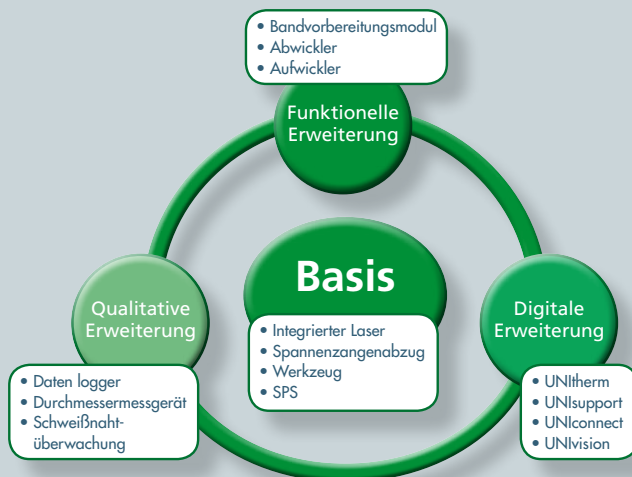 • Bandvorbereitungsmodul
• Abwickler
• Aufwickler
Funktionelle
Erweiterung
Basis
• Integrierter Laser
• Spannenzangenabzug
• Werkzeug
• SPS
Qualitative
Erweiterung
• Daten logger
• Durchmessermessgerät
• Schweißnaht-
überwachung
Digitale
Erweiterung
• UNItherm
• UNIsupport
• UNIconnect
• UNIvision